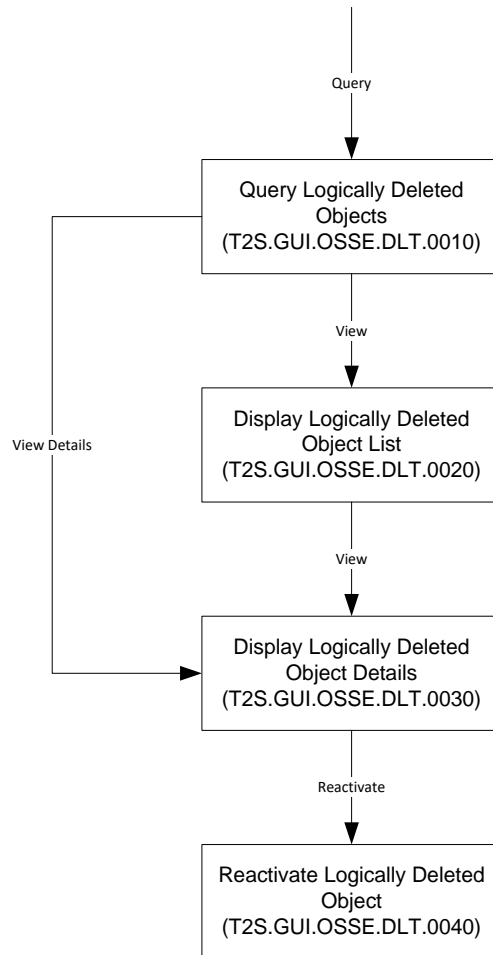 Query
Query Logically Deleted
Objects
(T2S.GUI.OSSE.DLT.0010)
View
Display Logically Deleted
Object List
(T2S.GUI.OSSE.DLT.0020)
View Details
View
Display Logically Deleted
Object Details
(T2S.GUI.OSSE.DLT.0030)
Reactivate
Reactivate Logically Deleted
Object
(T2S.GUI.OSSE.DLT.0040)